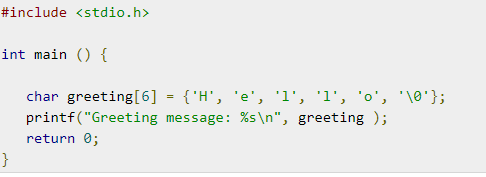 #include <stdio.h>
int main () {
char greeting[6] = {'H', 'e', 'l', 'l', 'o', '\0'};
printf("Greeting message: %s\n", greeting );
return 0;
}